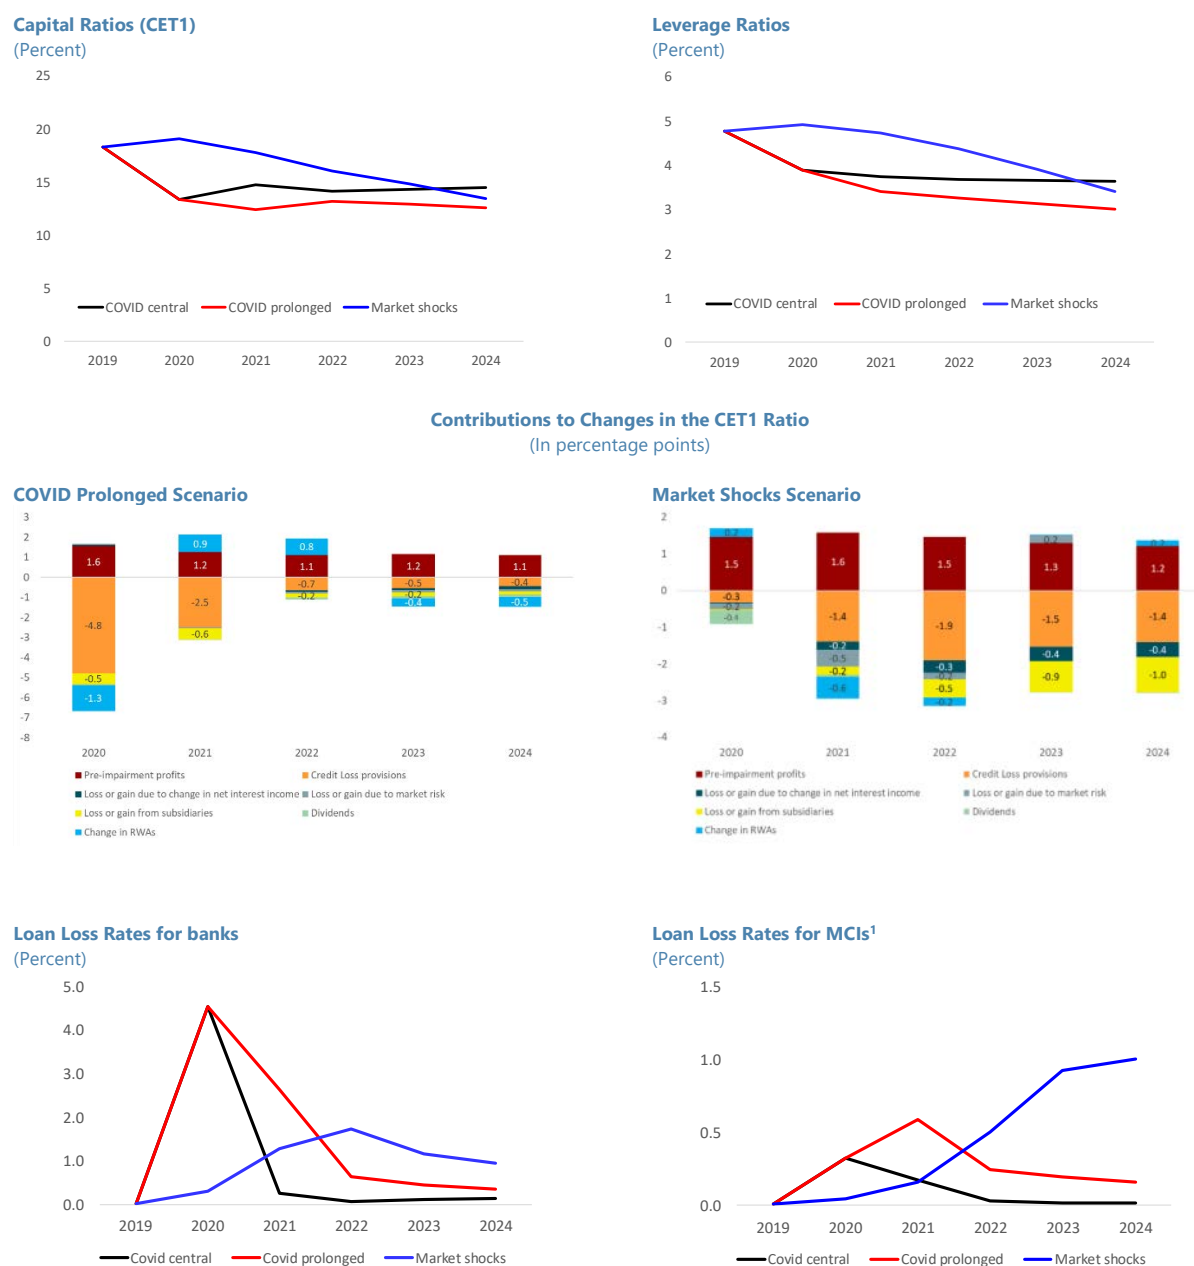 Capital Ratios (CET1)
(Percent)
25
20
15
10
5
0
COVID central COVID prolonged Market shocks
2019 2020 2021 2022 2023 2024
Leverage Ratios
(Percent)
6
5
4
3
2
1
0
COVID central COVID prolonged Market shocks
2019 2020 2021 2022 2023 2024
Contributions to Changes in the CET1 Ratio
(In percentage points)
COVID Prolonged Scenario
3
2
1
0
-1
-2
-3
-4
-5
-6
-7
-8
1.6
-4.8
-0.5
-1.3
0.9
1.2
-2.5
-0.6
0.8
1.1
-0.7
-0.2
1.2
-0.5
-0.2
-0.4
1.1
-0.4
-0.5
2020 2021 2022 2023 2024
Pre-impairment profits Credit Loss provisions
Loss or gain due to change in net interest income Loss or gain due to market risk
Loss or gain from subsidiaries Dividends
Change in RWAs
Market Shocks Scenario
2
1
0
-1
-2
-3
-4
0.2
1.5
-0.3
-0.2
-0.4
1.6
-1.4
-0.2
-0.5
-0.2
-0.6
1.5
-1.9
-0.3
-0.2
-0.5
-0.2
0.2
1.3
-1.5
-0.4
-0.9
0.2
1.2
-1.4
-0.4
-1.0
2020 2021 2022 2023 2024
Pre-impairment profits Credit Loss provisions
Loss or gain due to change in net interest income Loss or gain due to market risk
Loss or gain from subsidiaries Dividends
Change in RWAs
Loan Loss Rates for banks
(Percent)
5.0
4.0
3.0
2.0
1.0
0.0
2019 2020 2021 2022 2023 2024
Covid central Covid prolonged Market shocks
Loan Loss Rates for MCIs¹
(Percent)
1.5
1.0
0.5
0.0
2019 2020 2021 2022 2023 2024
Covid central Covid prolonged Market shocks